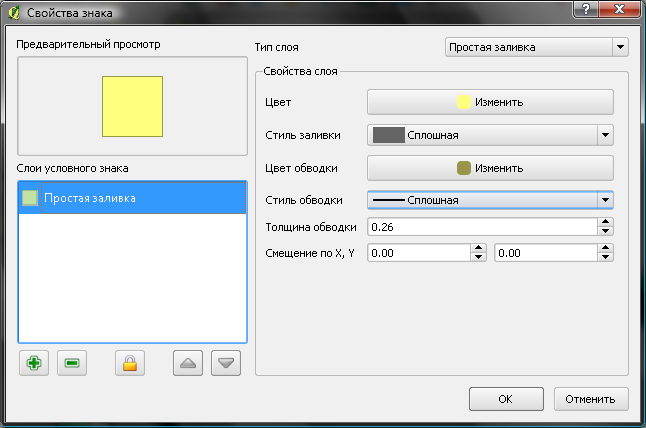 Свойства знака
Предварительный просмотр
Слои условного знака
Простая заливка
Тип слоя
Простая заливка
Свойства слоя
Цвет
Изменить
Стиль заливки
Сплошная
Цвет обводки
Изменить
Стиль обводки
Сплошная
Толщина обводки
0.26
Смещение по X, Y
0.00
0.00
OK
Отменить